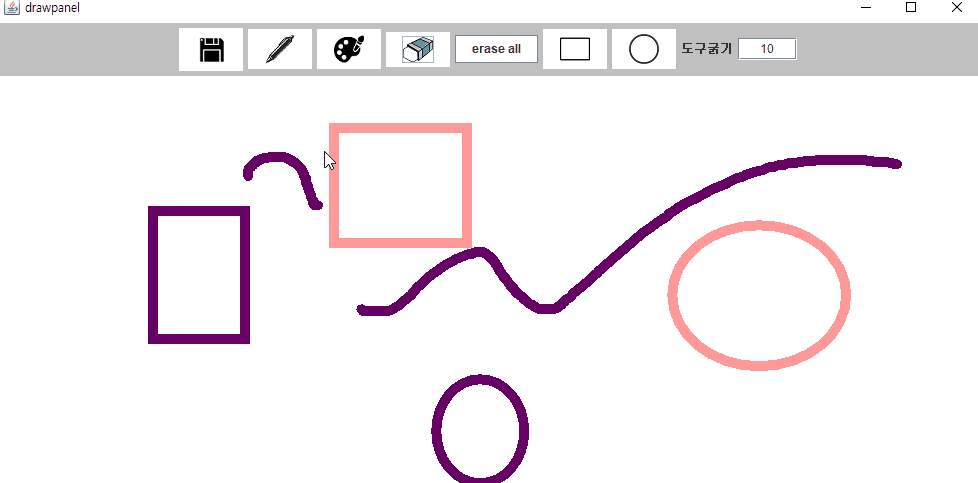 drawpanel
erase all 도구굵기 10